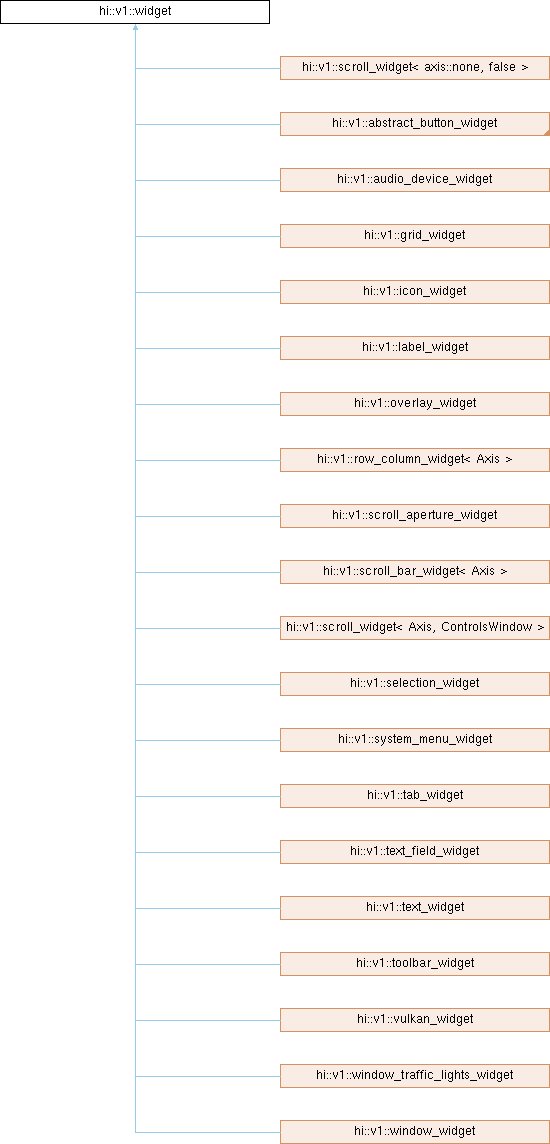 hi::v1::widget
hi::v1::scroll_widget< axis::none, false >
hi::v1::abstract_button_widget
hi::v1::audio_device_widget
hi::v1::grid_widget
hi::v1::icon_widget
hi::v1::label_widget
hi::v1::overlay_widget
hi::v1::row_column_widget< Axis >
hi::v1::scroll_aperture_widget
hi::v1::scroll_bar_widget< Axis >
hi::v1::scroll_widget< Axis, ControlsWindow >
hi::v1::selection_widget
hi::v1::system_menu_widget
hi::v1::tab_widget
hi::v1::text_field_widget
hi::v1::text_widget
hi::v1::toolbar_widget
hi::v1::vulkan_widget
hi::v1::window_traffic_lights_widget
hi::v1::window_widget